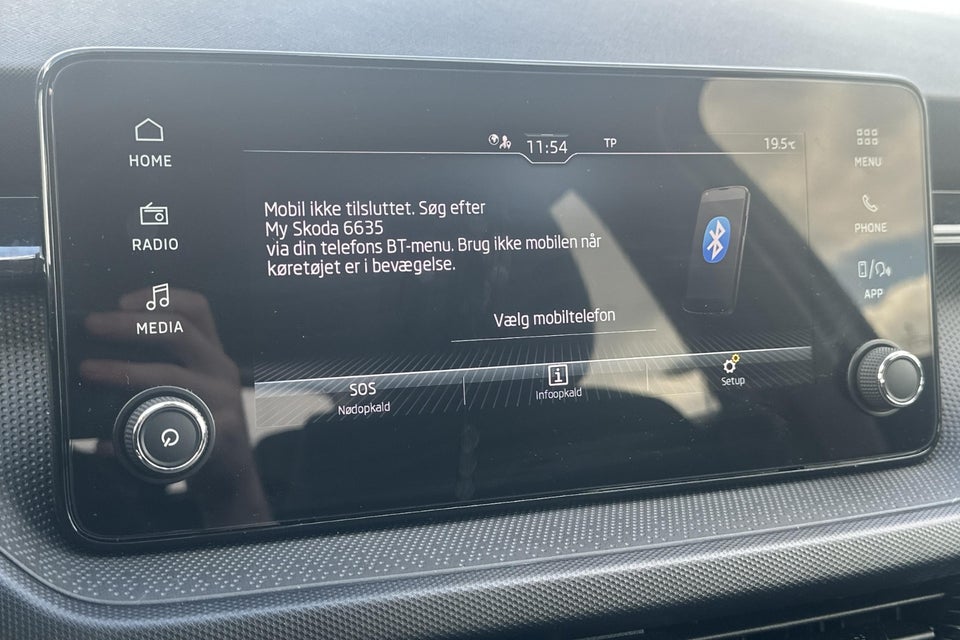 HOME
RADIO
MEDIA
11:54
TP
19.5°C
Mobil ikke tilsluttet. Søg efter
My Skoda 6635
via din telefons BT-menu. Brug ikke mobilen når
køretøjet er i bevægelse.
Vælg mobiltelefon
SOS
Nødopkald
i
Infoopkald
Setup
MENU
PHONE
APP